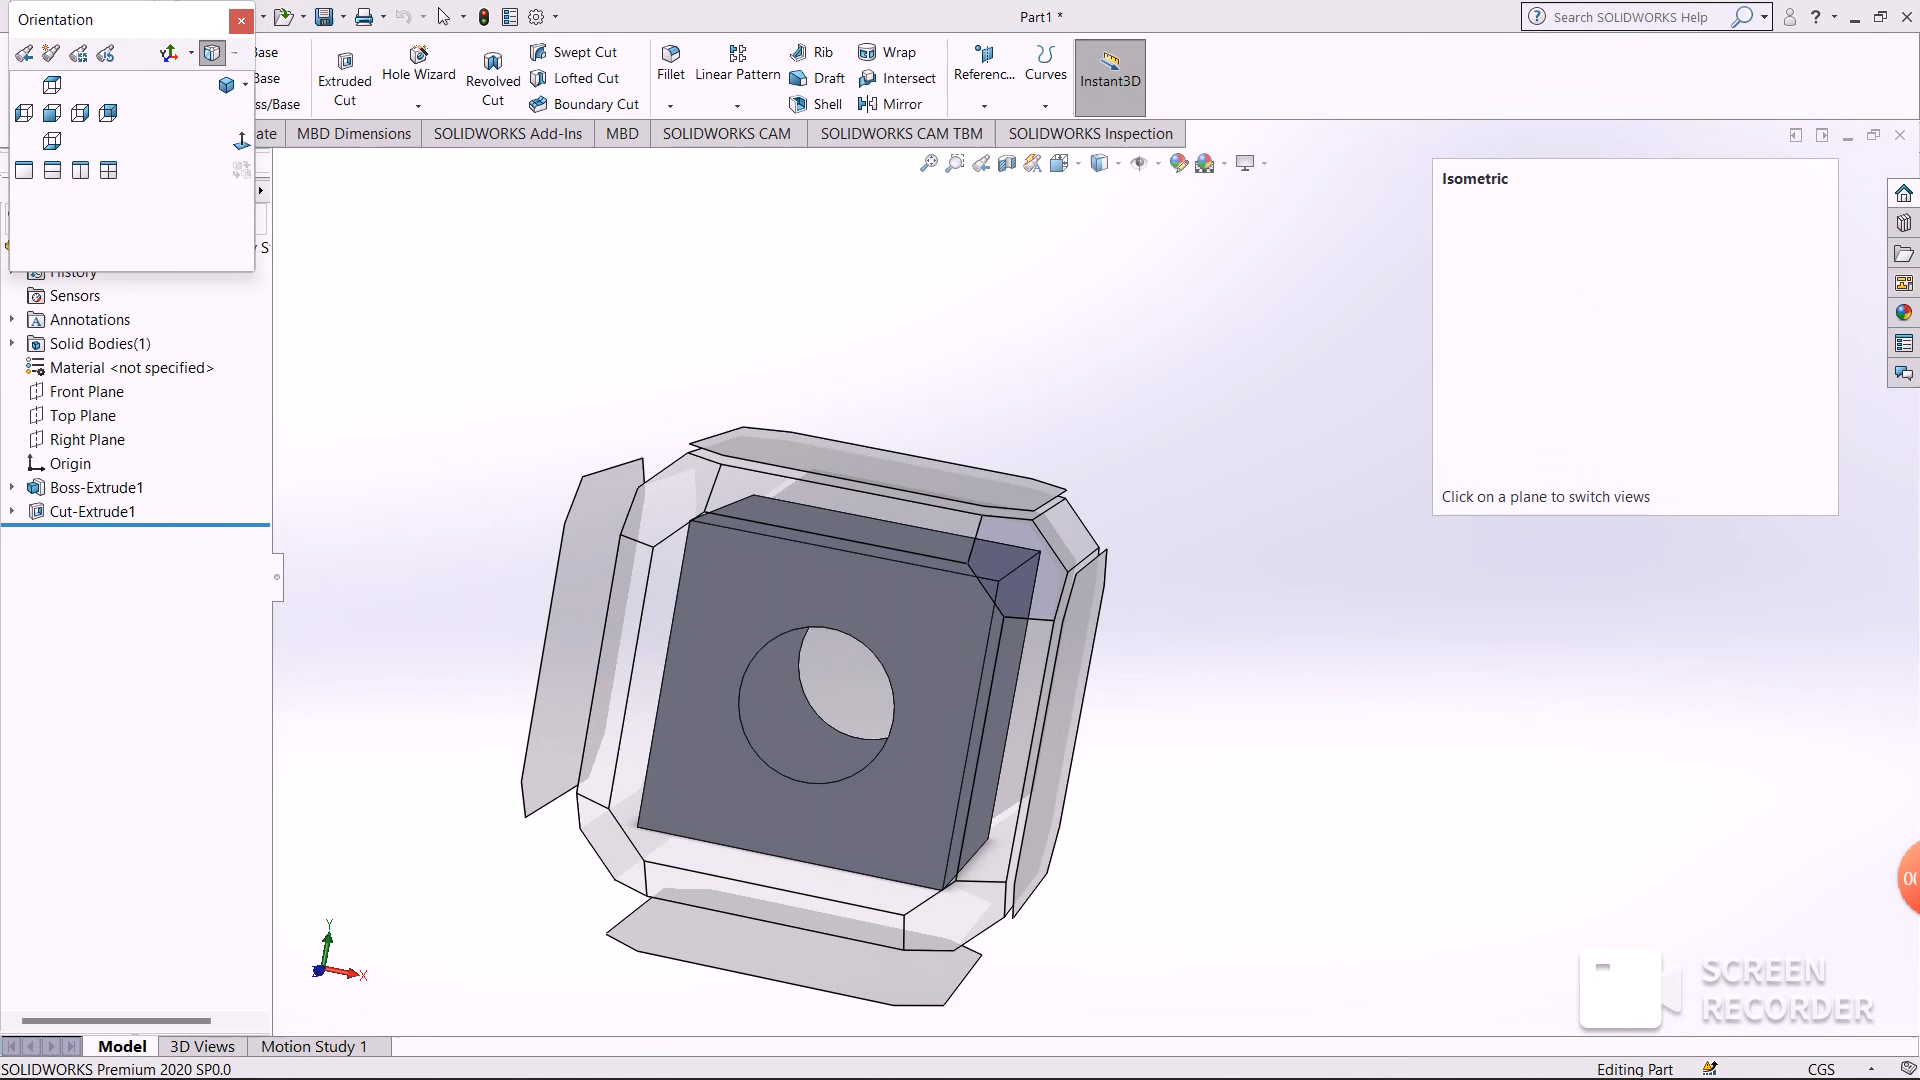 Orientation
Part1 *
Search SOLIDWORKS Help
Base
Base
ss/Base
Extruded Cut
Hole Wizard
Revolved Cut
Swept Cut
Lofted Cut
Boundary Cut
Fillet
Linear Pattern
Rib
Draft
Shell
Wrap
Intersect
Mirror
Referenc...
Curves
Instant3D
ate
MBD Dimensions
SOLIDWORKS Add-Ins
MBD
SOLIDWORKS CAM
SOLIDWORKS CAM TBM
SOLIDWORKS Inspection
Isometric
Click on a plane to switch views
y S
History
Sensors
Annotations
Solid Bodies(1)
Material <not specified>
Front Plane
Top Plane
Right Plane
Origin
Boss-Extrude1
Cut-Extrude1
Y
X
Z
00
SCREEN
RECORDER
Model
3D Views
Motion Study 1
SOLIDWORKS Premium 2020 SP0.0
Editing Part
CGS